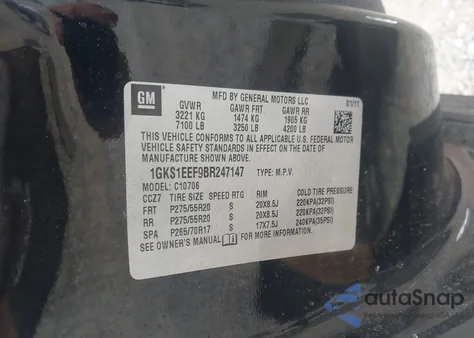 GM
MFD BY GENERAL MOTORS LLC
01/11
GVWR GAWR FRT GAWR RR
3221 KG 1474 KG 1905 KG
7100 LB 3250 LB 4200 LB
THIS VEHICLE CONFORMS TO ALL APPLICABLE U.S. FEDERAL MOTOR
VEHICLE SAFETY STANDARDS IN EFFECT ON THE DATE OF
MANUFACTURE SHOWN ABOVE.
1GKS1EEF9BR247147 TYPE: M.P.V.
MODEL: C10706
CCZ7 TIRE SIZE SPEED RTG RIM COLD TIRE PRESSURE
FRT P275/55R20 S 20X8.5J 220KPA(32PSI)
RR P275/55R20 S 20X8.5J 220KPA(32PSI)
SPA P265/70R17 S 17X7.5J 240KPA(35PSI)
SEE OWNER'S MANUAL FOR MORE INFORMATION.
autoSnap